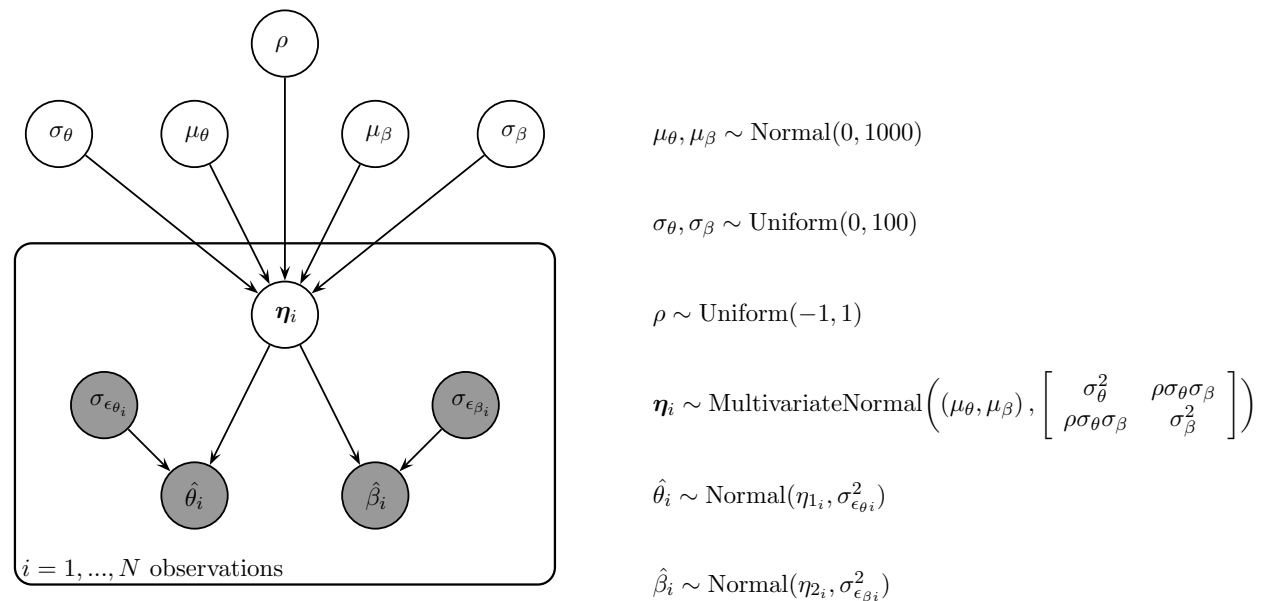 ρ
σ_θ μ_θ μ_β σ_β
η_i
σ_{ϵ_{θ_i}} σ_{ϵ_{β_i}}
θ̂_i β̂_i
i = 1, ..., N observations
μ_θ, μ_β ∼ Normal(0, 1000)
σ_θ, σ_β ∼ Uniform(0, 100)
ρ ∼ Uniform(−1, 1)
η_i ∼ MultivariateNormal((μ_θ, μ_β), [σ_θ^2 ρσ_θσ_β
ρσ_θσ_β σ_β^2])
θ̂_i ∼ Normal(η_{1_i}, σ^2_{ϵ_{θi}})
β̂_i ∼ Normal(η_{2_i}, σ^2_{ϵ_{βi}})